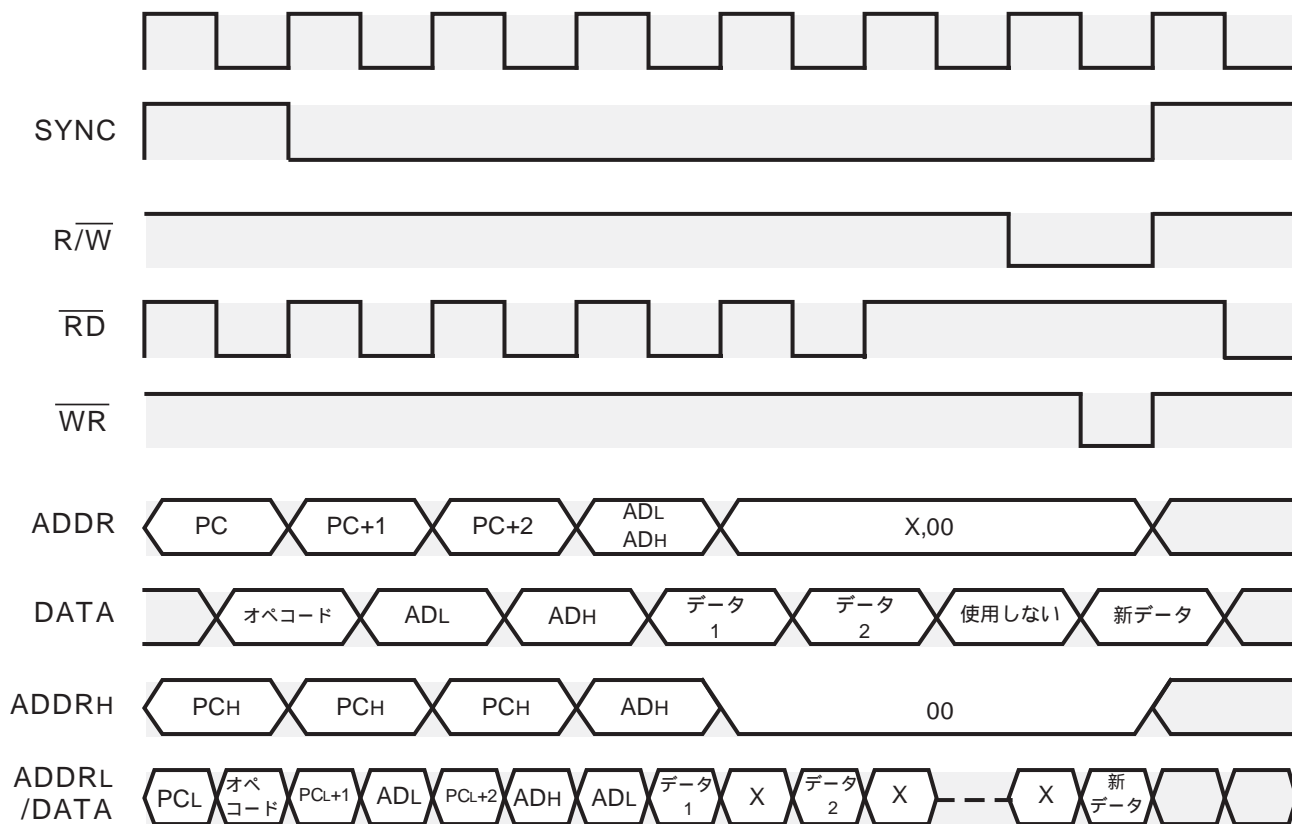 SYNC
R/W
RD
WR
ADDR
PC
PC+1
PC+2
ADL
ADH
X,00
DATA
オペコード
ADL
ADH
データ
1
データ
2
使用しない
新データ
ADDRH
PCH
PCH
PCH
ADH
00
ADDRL
/DATA
PCL
オペ
コード
PCL+1
ADL
PCL+2
ADH
ADL
データ
1
X
データ
2
X
X
新
データ